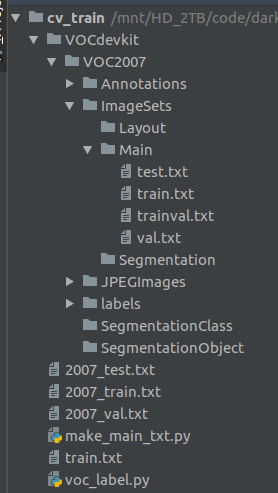 cv_train /mnt/HD_2TB/code/dark
VOCdevkit
VOC2007
Annotations
ImageSets
Layout
Main
test.txt
train.txt
trainval.txt
val.txt
Segmentation
JPEGImages
labels
SegmentationClass
SegmentationObject
2007_test.txt
2007_train.txt
2007_val.txt
make_main_txt.py
train.txt
voc_label.py